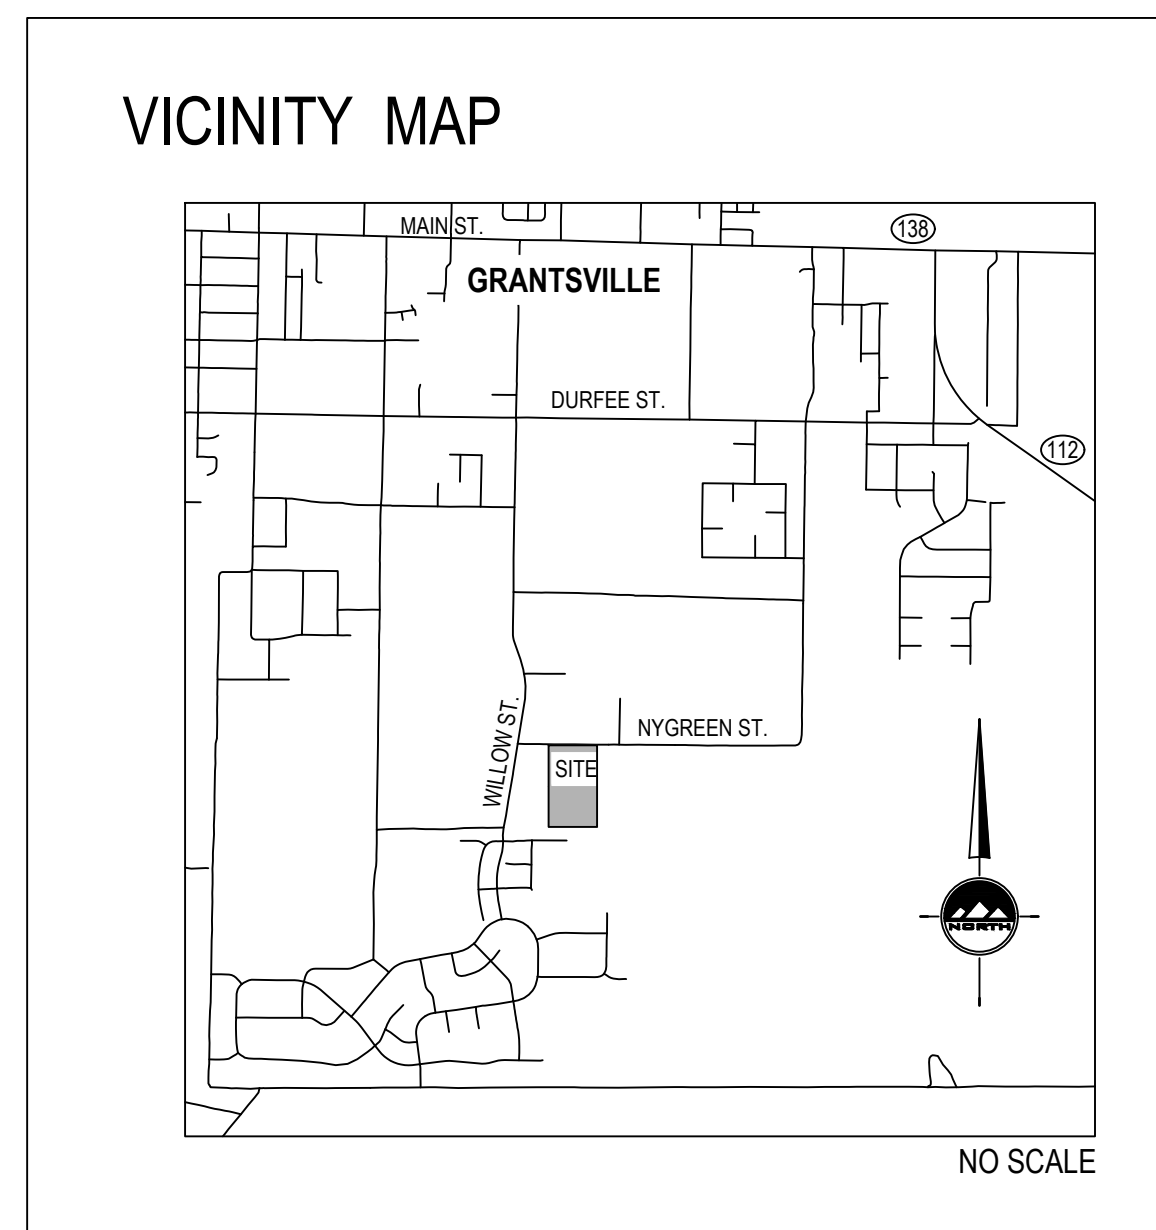 VICINITY MAP
MAIN ST.
138
GRANTSVILLE
DURFEE ST.
112
WILLOW ST.
NYGREEN ST.
SITE
NORTH
NO SCALE